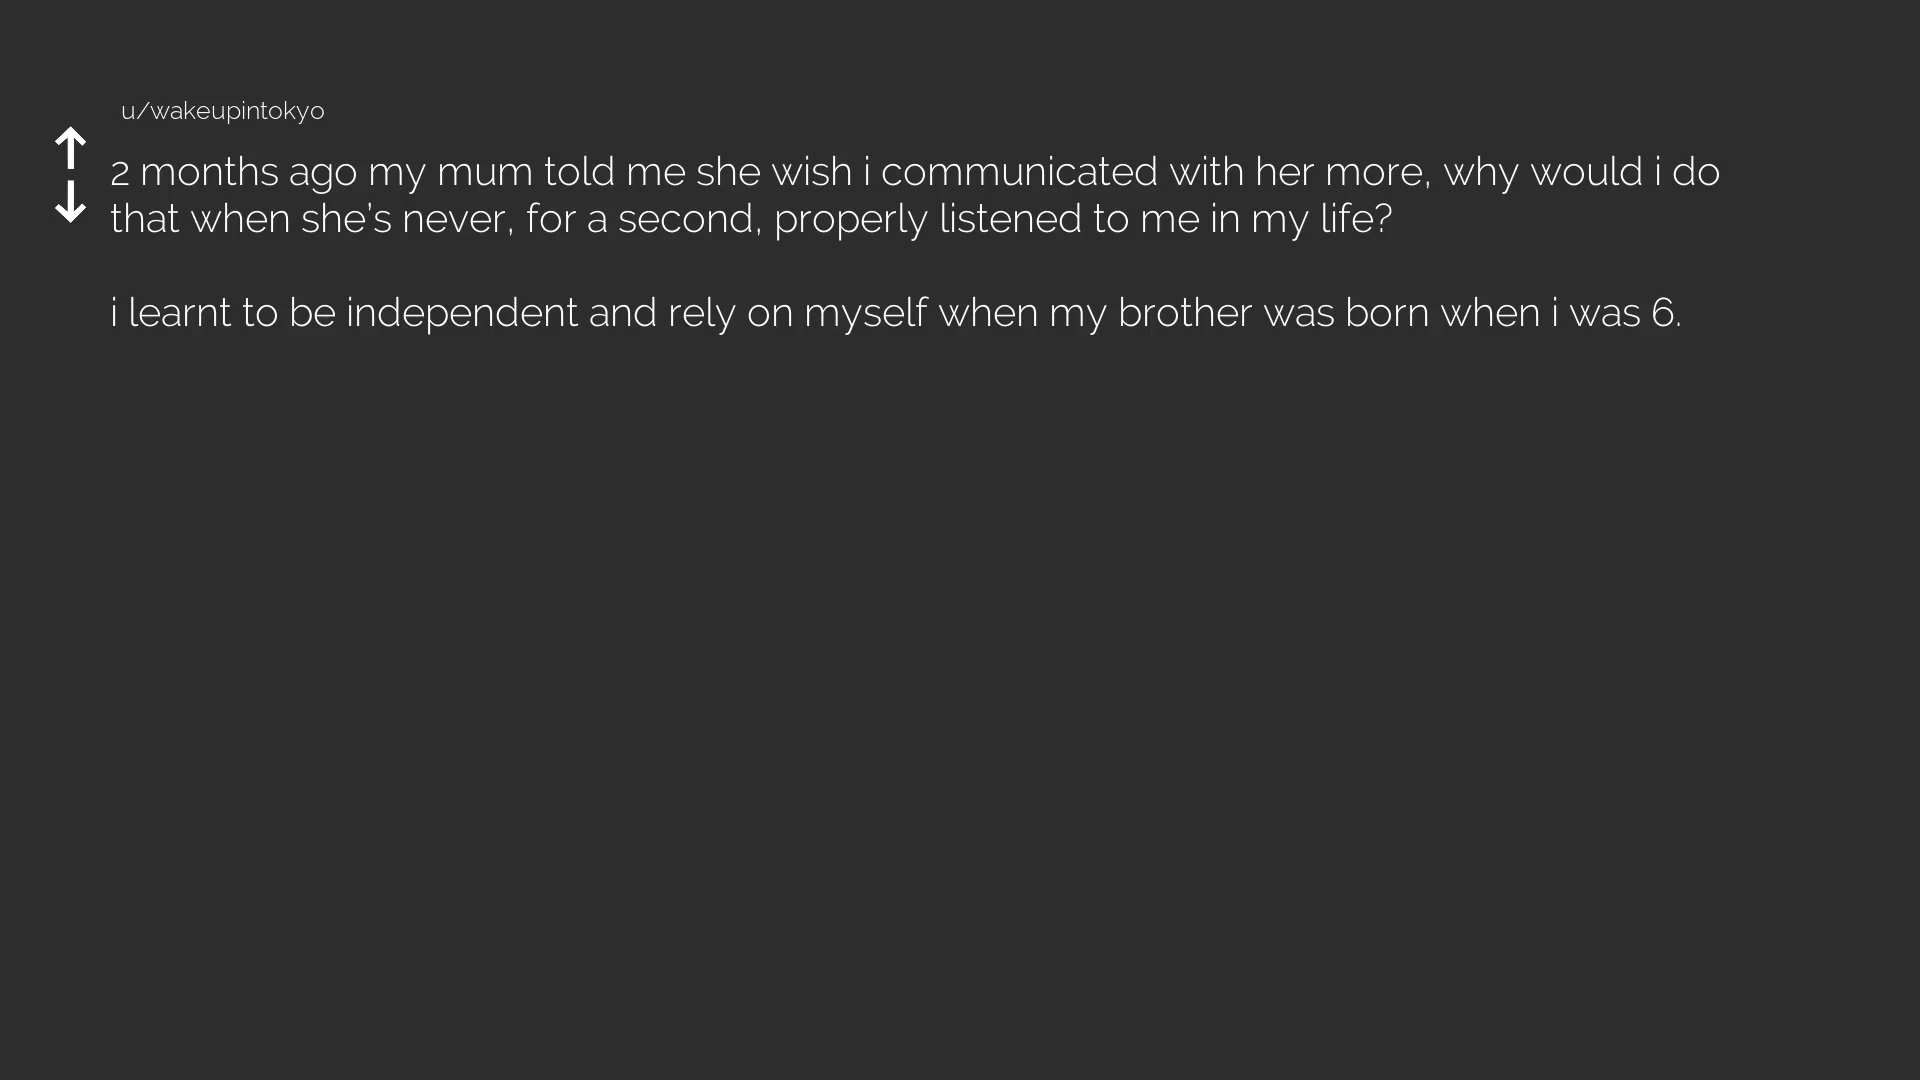 u/wakeupintokyo
2 months ago my mum told me she wish i communicated with her more, why would i do
that when she's never, for a second, properly listened to me in my life?
i learnt to be independent and rely on myself when my brother was born when i was 6.